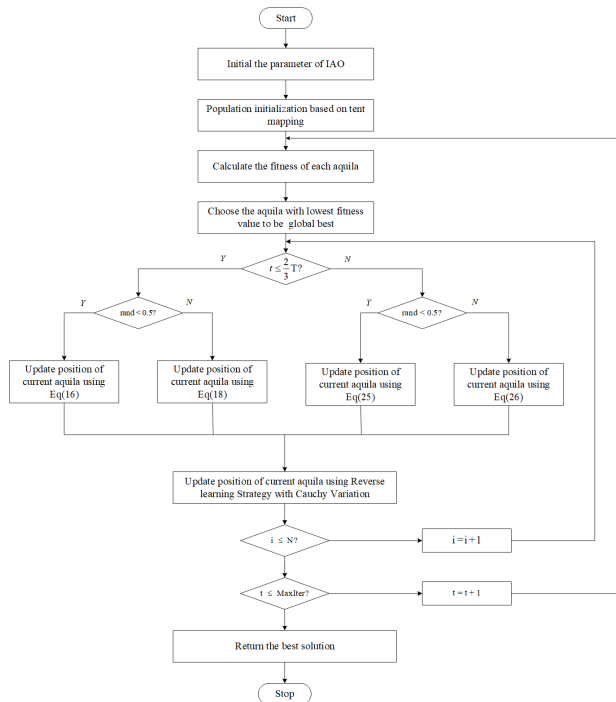 Start
Initial the parameter of IAO
Population initialization based on tent
mapping
Calculate the fitness of each aquila
Choose the aquila with lowest fitness
value to be global best
t ≤ 2/3 T?
Y
N
rand < 0.5?
Y
N
rand < 0.5?
Y
N
Update position of
current aquila using
Eq(16)
Update position of
current aquila using
Eq(18)
Update position of
current aquila using
Eq(25)
Update position of
current aquila using
Eq(26)
Update position of current aquila using Reverse
learning Strategy with Cauchy Variation
i ≤ N?
i = i + 1
t ≤ MaxIter?
t = t + 1
Return the best solution
Stop